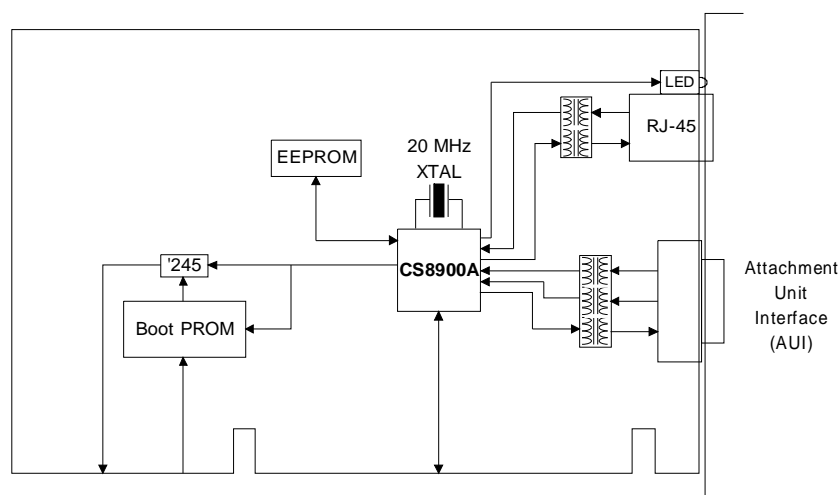 LED
RJ-45
20 MHz
XTAL
EEPROM
CS8900A
'245
Boot PROM
Attachment
Unit
Interface
(AUI)